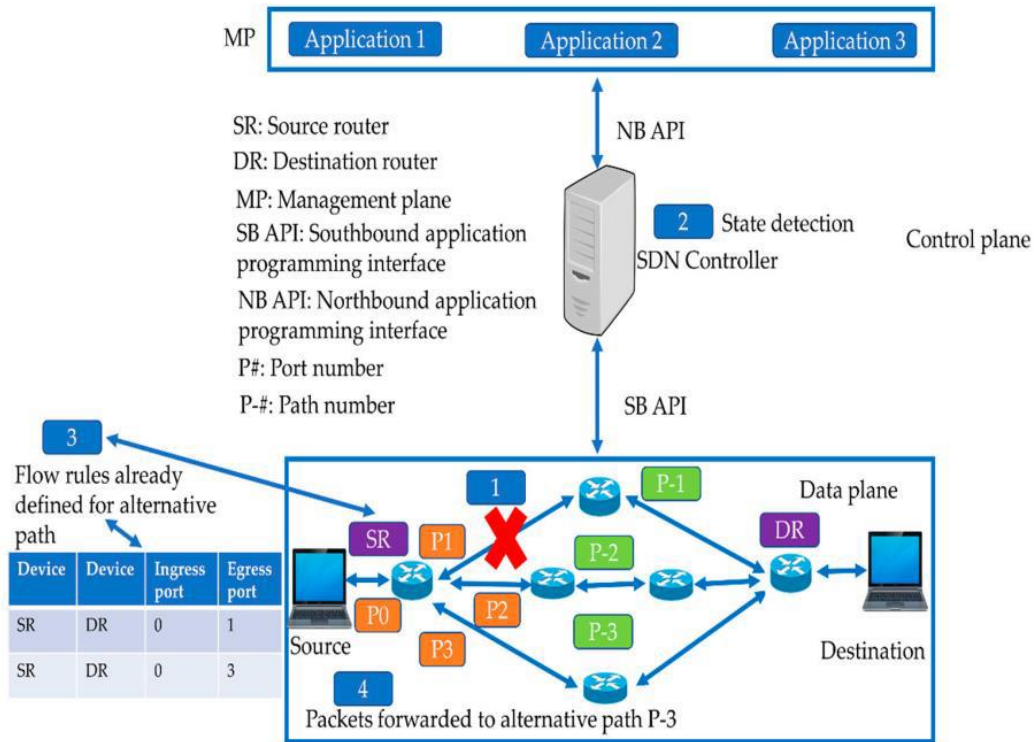 MP
Application 1
Application 2
Application 3
SR: Source router
DR: Destination router
MP: Management plane
SB API: Southbound application
programming interface
NB API: Northbound application
programming interface
P#: Port number
P-#: Path number
NB API
2
State detection
SDN Controller
Control plane
SB API
3
Flow rules already
defined for alternative
path
Device Device Ingress port Egress port
SR DR 0 1
SR DR 0 3
1
P-1
Data plane
SR
P1
P-2
DR
P0
P2
P-3
P3
Source
Destination
4
Packets forwarded to alternative path P-3